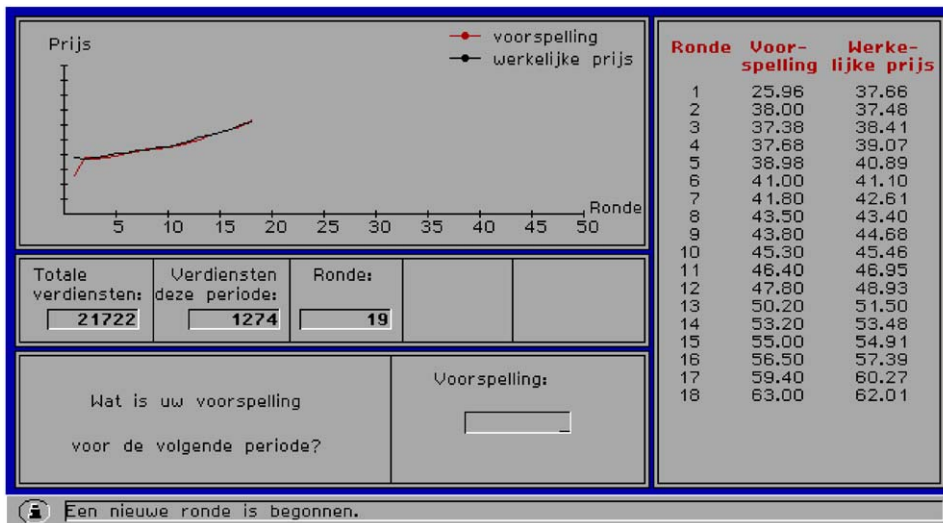 Prijs
voorspelling
werkelijke prijs
Ronde
5 10 15 20 25 30 35 40 45 50
Totale verdiensten:
21722
Verdiensten deze periode:
1274
Ronde:
19
Wat is uw voorspelling
voor de volgende periode?
Voorspelling:
_
Ronde Voor- Werke-
spelling lijke prijs
1 25.96 37.66
2 38.00 37.48
3 37.38 38.41
4 37.68 39.07
5 38.98 40.89
6 41.00 41.10
7 41.80 42.61
8 43.50 43.40
9 43.80 44.68
10 45.30 45.46
11 46.40 46.95
12 47.80 48.93
13 50.20 51.50
14 53.20 53.48
15 55.00 54.91
16 56.50 57.39
17 59.40 60.27
18 63.00 62.01
Een nieuwe ronde is begonnen.